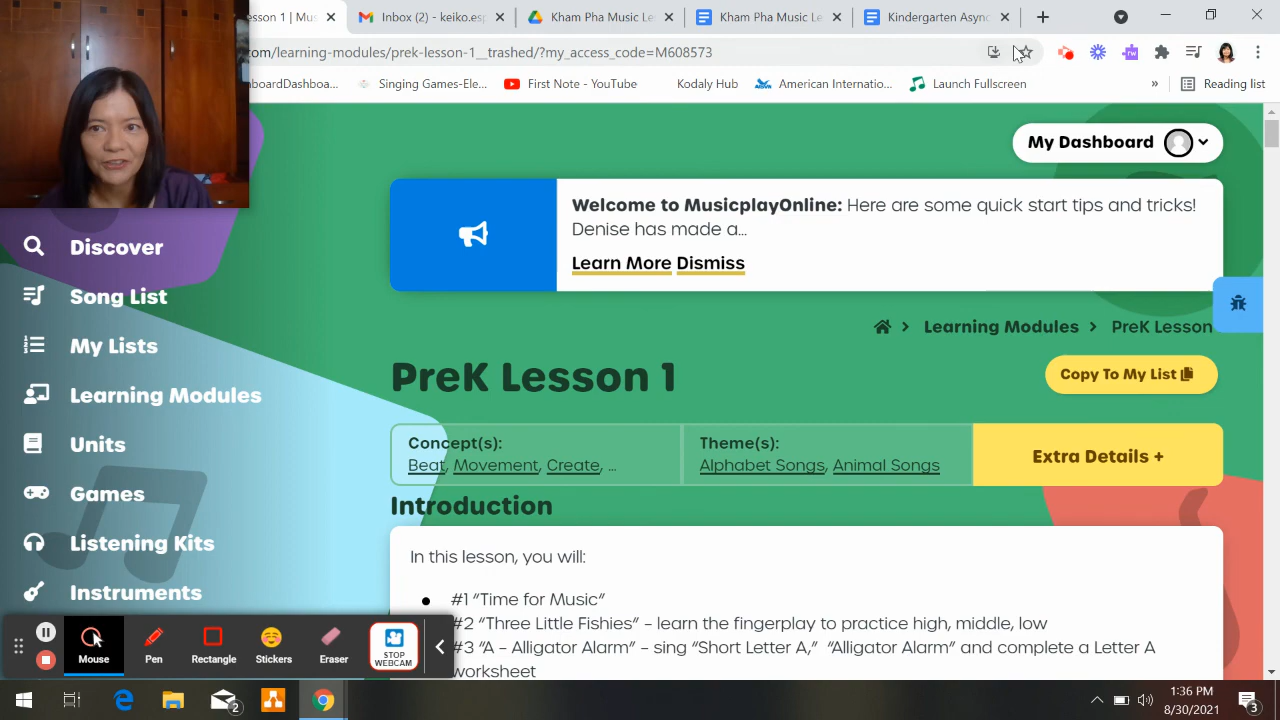 esson 1 | Mus
Inbox (2) - keiko.esp
Kham Pha Music Les
Kham Pha Music Le
Kindergarten Async
com/learning-modules/prek-lesson-1__trashed/?my_access_code=M608573
boardDashboa...
Singing Games-Ele...
First Note - YouTube
Kodaly Hub
American Internatio...
Launch Fullscreen
»
Reading list
My Dashboard
Welcome to MusicplayOnline: Here are some quick start tips and tricks!
Denise has made a...
Learn More Dismiss
Discover
Song List
My Lists
Learning Modules
Units
Games
Listening Kits
Instruments
Learning Modules
PreK Lesson
PreK Lesson 1
Copy To My List
Concept(s):
Beat, Movement, Create, ...
Theme(s):
Alphabet Songs, Animal Songs
Extra Details +
Introduction
In this lesson, you will:
● #1 “Time for Music”
#2 “Three Little Fishies” – learn the fingerplay to practice high, middle, low
#3 “A – Alligator Alarm” – sing “Short Letter A,” “Alligator Alarm” and complete a Letter A
worksheet
Mouse
Pen
Rectangle
Stickers
Eraser
STOP
WEBCAM
2
1:36 PM
8/30/2021
3